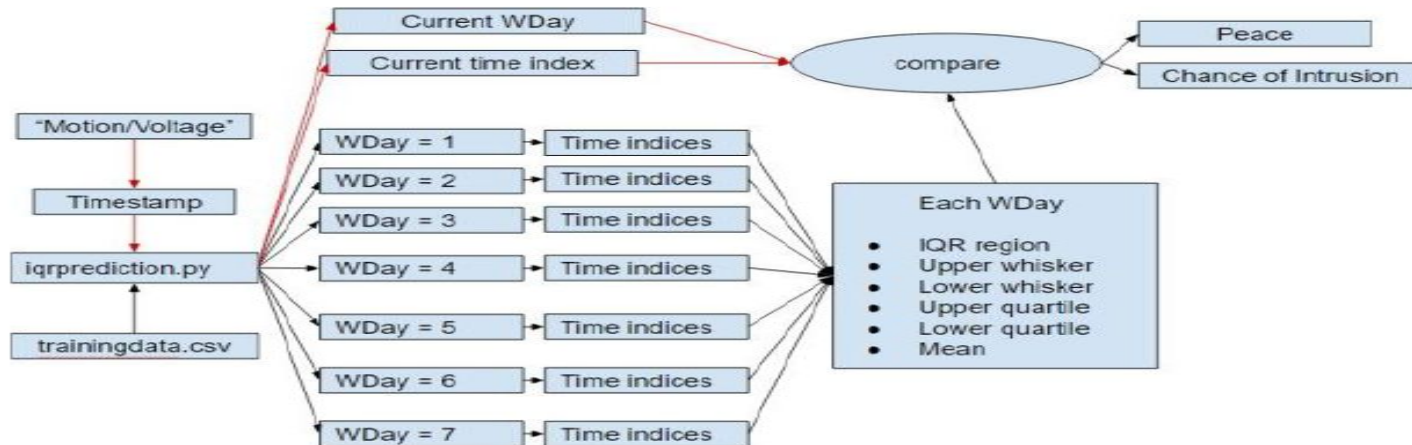 Current WDay
Current time index
compare
Peace
Chance of Intrusion
“Motion/Voltage”
Timestamp
iqrprediction.py
trainingdata.csv
WDay = 1
Time indices
WDay = 2
Time indices
WDay = 3
Time indices
WDay = 4
Time indices
WDay = 5
Time indices
WDay = 6
Time indices
WDay = 7
Time indices
Each WDay
● IQR region
● Upper whisker
● Lower whisker
● Upper quartile
● Lower quartile
● Mean